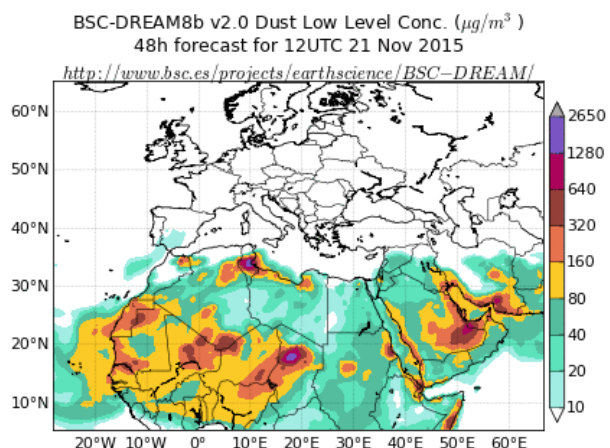 BSC-DREAM8b v2.0 Dust Low Level Conc. (μg/m³ )
48h forecast for 12UTC 21 Nov 2015
http://www.bsc.es/projects/earthscience/BSC−DREAM/
60°N
50°N
40°N
30°N
20°N
10°N
20°W 10°W 0° 10°E 20°E 30°E 40°E 50°E 60°E
2650
1280
640
320
160
80
40
20
10